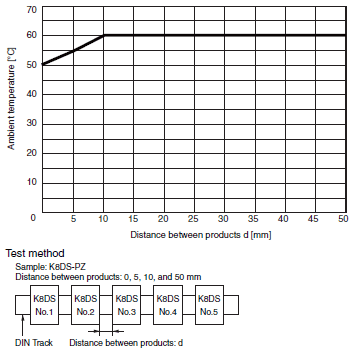 70
60
50
40
30
20
10
0
Ambient temperature [°C]
5 10 15 20 25 30 35 40 45 50
Distance between products d [mm]
Test method
Sample: K8DS-PZ
Distance between products: 0, 5, 10, and 50 mm
K8DS K8DS K8DS K8DS K8DS
No.1 No.2 No.3 No.4 No.5
DIN Track Distance between products: d